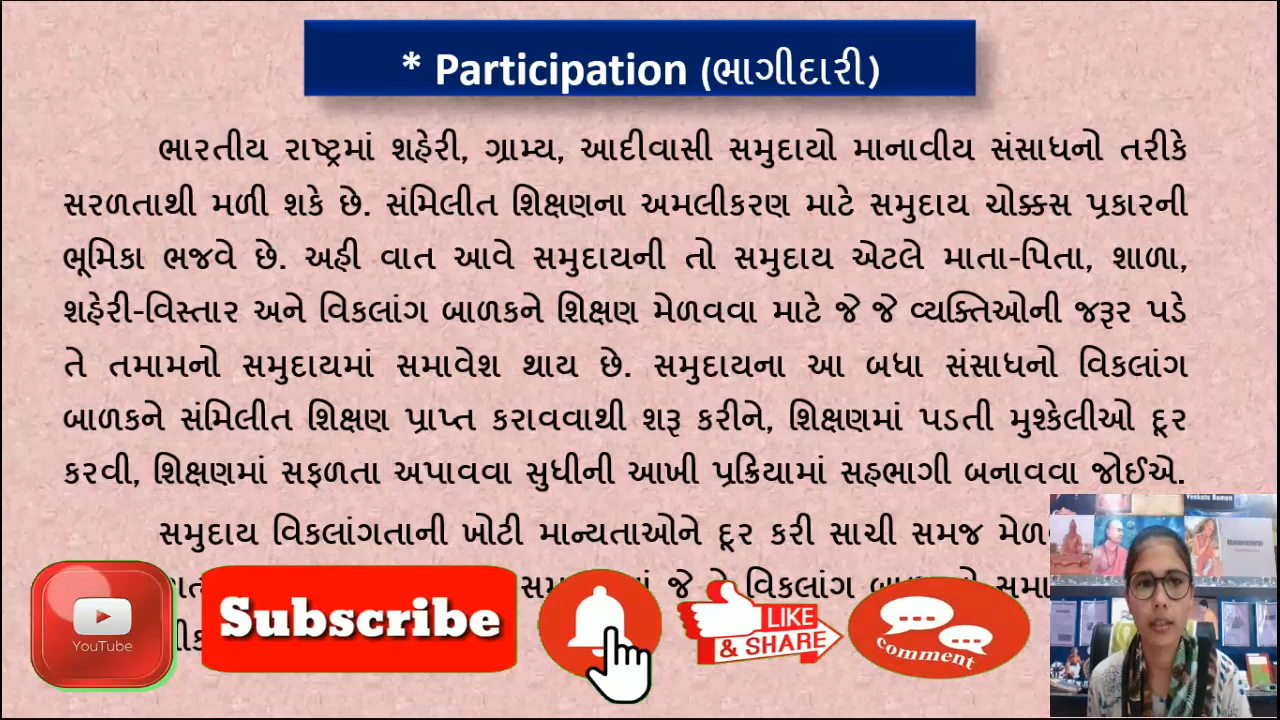 * Participation (ભાગીદારી)
ભારતીય રાષ્ટ્રમાં શહેરી, ગ્રામ્ય, આદીવાસી સમુદાયો માનાવીય સંસાધનો તરીકે
સરળતાથી મળી શકે છે. સંમિલીત શિક્ષણના અમલીકરણ માટે સમુદાય ચોક્કસ પ્રકારની
ભૂમિકા ભજવે છે. અહી વાત આવે સમુદાયની તો સમુદાય એટલે માતા-પિતા, શાળા,
શહેરી-વિસ્તાર અને વિકલાંગ બાળકને શિક્ષણ મેળવવા માટે જે જે વ્યક્તિઓની જરૂર પડે
તે તમામનો સમુદાયમાં સમાવેશ થાય છે. સમુદાયના આ બધા સંસાધનો વિકલાંગ
બાળકને સંમિલીત શિક્ષણ પ્રાપ્ત કરાવવાથી શરૂ કરીને, શિક્ષણમાં પડતી મુશ્કેલીઓ દૂર
કરવી, શિક્ષણમાં સફળતા અપાવવા સુધીની આખી પ્રક્રિયામાં સહભાગી બનાવવા જોઈએ.
સમુદાય વિકલાંગતાની ખોટી માન્યતાઓને દૂર કરી સાચી સમજ
જે તે વિકલાંગ
YouTube
Subscribe
LIKE
& SHARE
comment
Venkata Raman